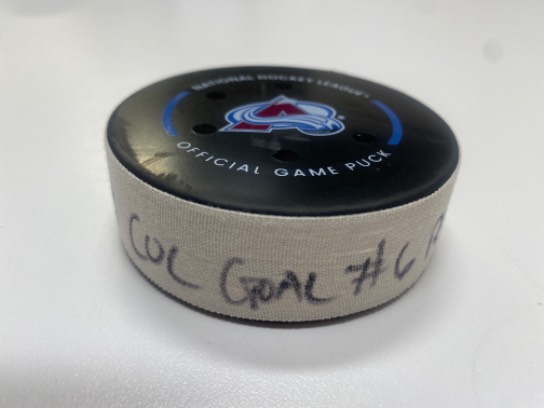 NATIONAL HOCKEY LEAGUE®
OFFICIAL GAME PUCK
COL GOAL #6